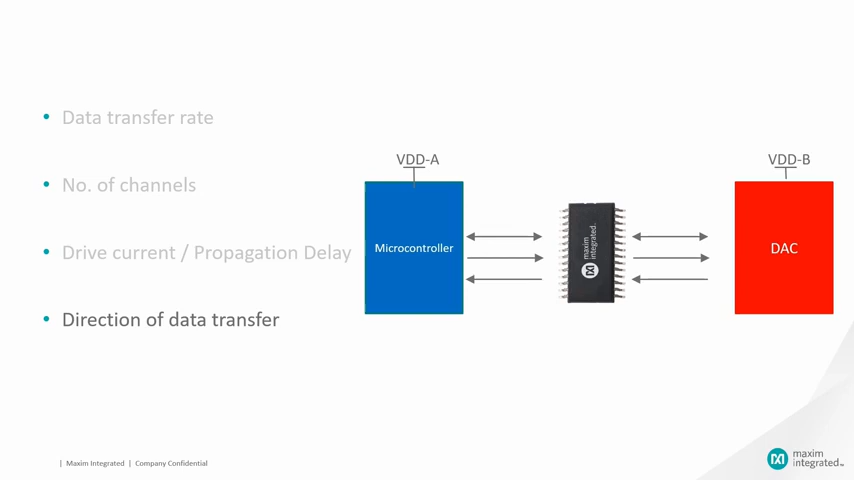 Data transfer rate
No. of channels
Drive current / Propagation Delay
Direction of data transfer
VDD-A
Microcontroller
maxim
integrated.
VDD-B
DAC
| Maxim Integrated | Company Confidential
maxim
integrated™